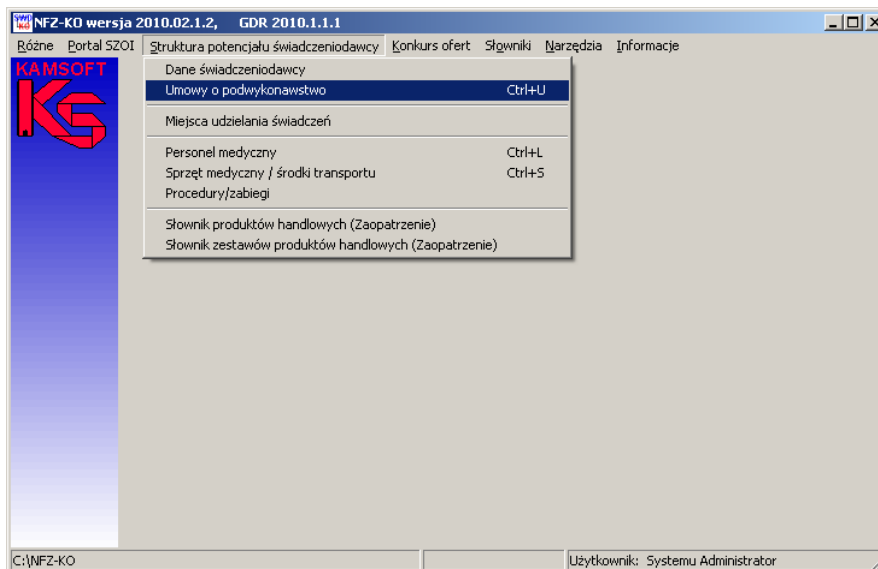 NFZ-KO wersja 2010.02.1.2, GDR 2010.1.1.1
Różne Portal SZOI Struktura potencjału świadczeniodawcy Konkurs ofert Słowniki Narzędzia Informacje
KAMSOFT
Dane świadczeniodawcy
Umowy o podwykonawstwo Ctrl+U
Miejsca udzielania świadczeń
Personel medyczny Ctrl+L
Sprzęt medyczny / środki transportu Ctrl+S
Procedury/zabiegi
Słownik produktów handlowych (Zaopatrzenie)
Słownik zestawów produktów handlowych (Zaopatrzenie)
C:\NFZ-KO Użytkownik: Systemu Administrator